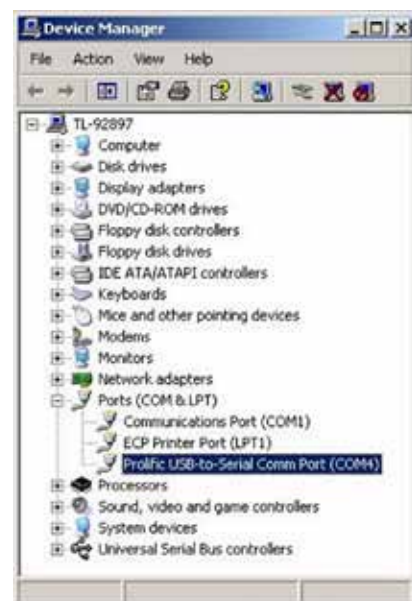 Device Manager
File Action View Help
TL-92897
Computer
Disk drives
Display adapters
DVD/CD-ROM drives
Floppy disk controllers
Floppy disk drives
IDE ATA/ATAPI controllers
Keyboards
Mice and other pointing devices
Modems
Monitors
Network adapters
Ports (COM & LPT)
Communications Port (COM1)
ECP Printer Port (LPT1)
Prolific USB-to-Serial Comm Port (COM4)
Processors
Sound, video and game controllers
System devices
Universal Serial Bus controllers